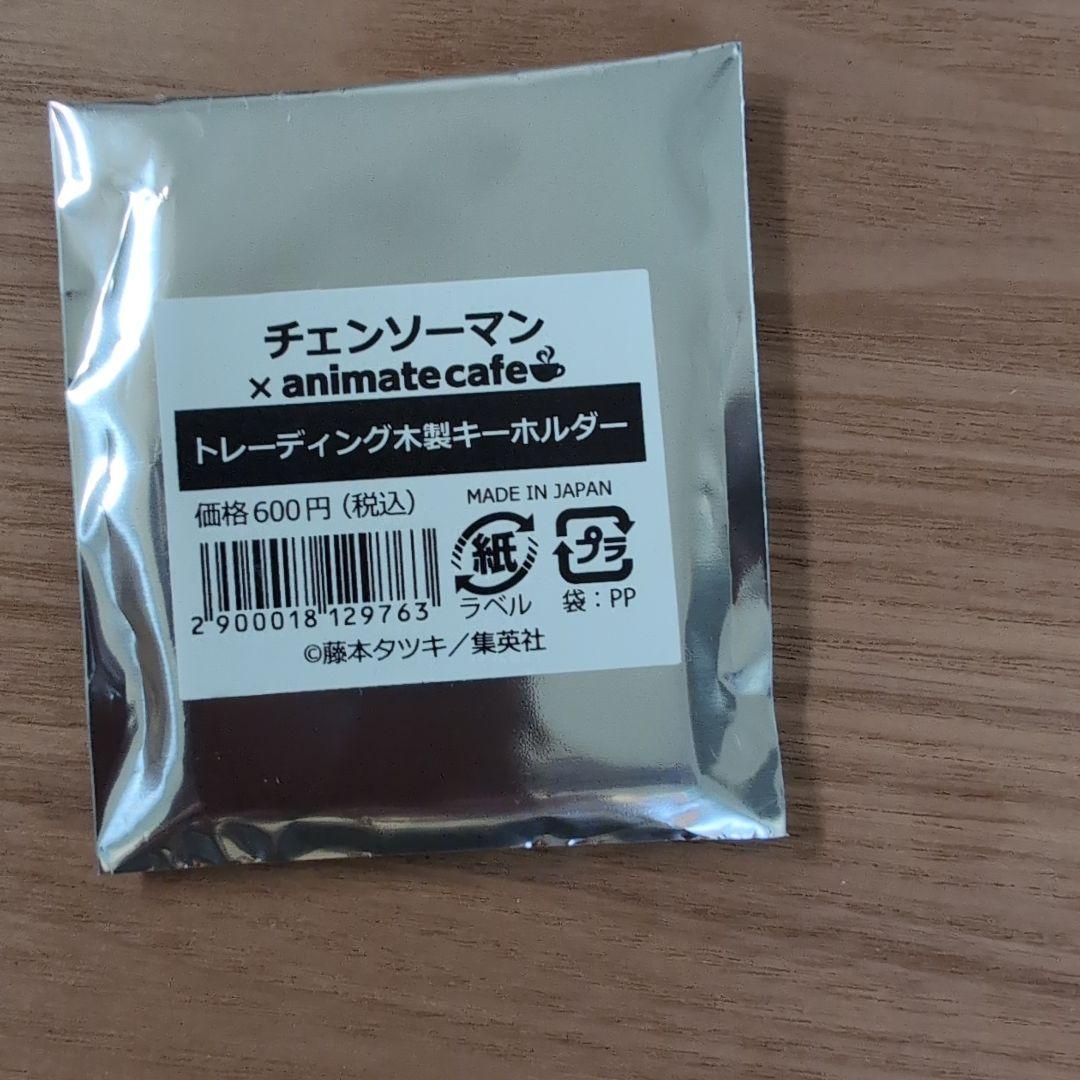 チェンソーマン
× animatecafe
トレーディング木製キーホルダー
価格600円（税込）
MADE IN JAPAN
紙
プラ
ラベル
袋：PP
2 900018 129763
©藤本タツキ／集英社